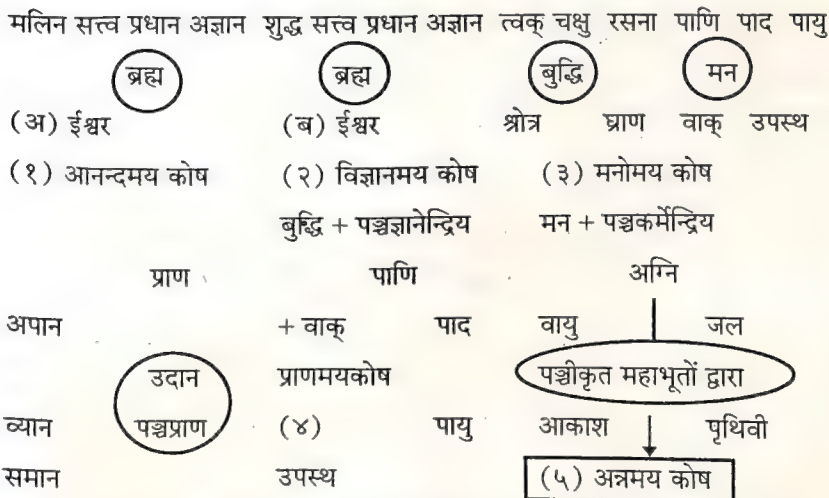 मलिन सत्त्व प्रधान अज्ञान शुद्ध सत्त्व प्रधान अज्ञान त्वक् चक्षु रसना पाणि पाद पायु
ब्रह्म ब्रह्म बुद्धि मन
(अ) ईश्वर (ब) ईश्वर श्रोत्र घ्राण वाक् उपस्थ
(१) आनन्दमय कोष (२) विज्ञानमय कोष (३) मनोमय कोष
बुद्धि + पञ्चज्ञानेन्द्रिय मन + पञ्चकर्मेन्द्रिय
प्राण पाणि अग्नि
अपान + वाक् पाद वायु जल
उदान प्राणमयकोष पञ्चीकृत महाभूतों द्वारा
व्यान पञ्चप्राण (४) पायु आकाश पृथिवी
समान उपस्थ (५) अन्नमय कोष